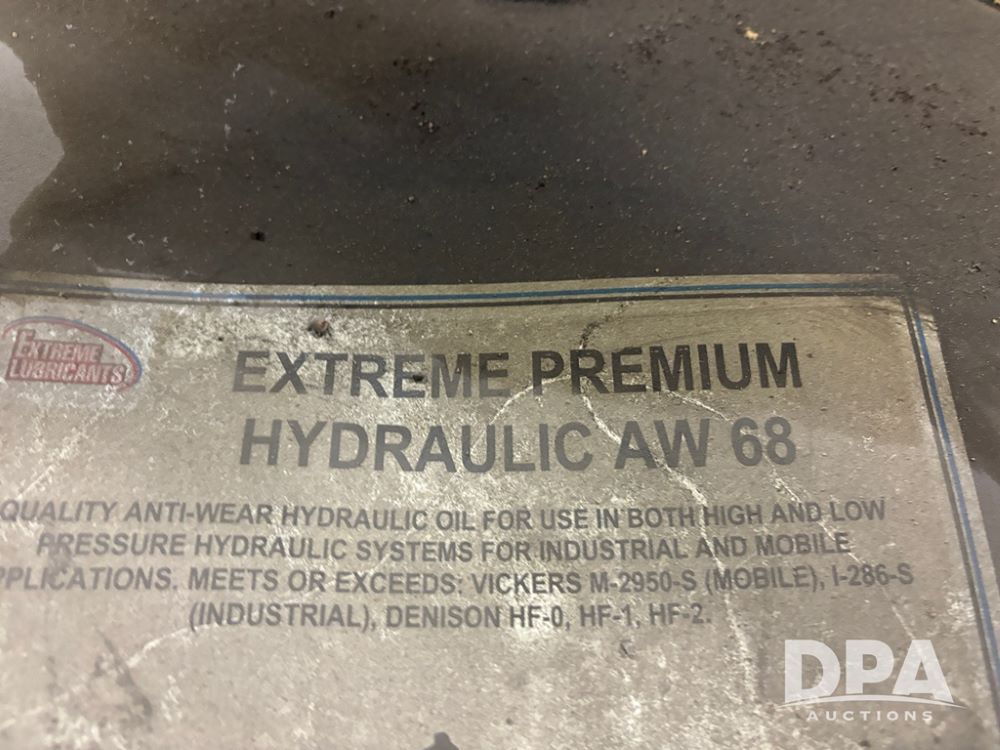 EXTREME
LUBRICANTS
EXTREME PREMIUM
HYDRAULIC AW 68
QUALITY ANTI-WEAR HYDRAULIC OIL FOR USE IN BOTH HIGH AND LOW
PRESSURE HYDRAULIC SYSTEMS FOR INDUSTRIAL AND MOBILE
PPLICATIONS. MEETS OR EXCEEDS: VICKERS M-2950-S (MOBILE), I-286-S
(INDUSTRIAL), DENISON HF-0, HF-1, HF-2.
DPA
AUCTIONS